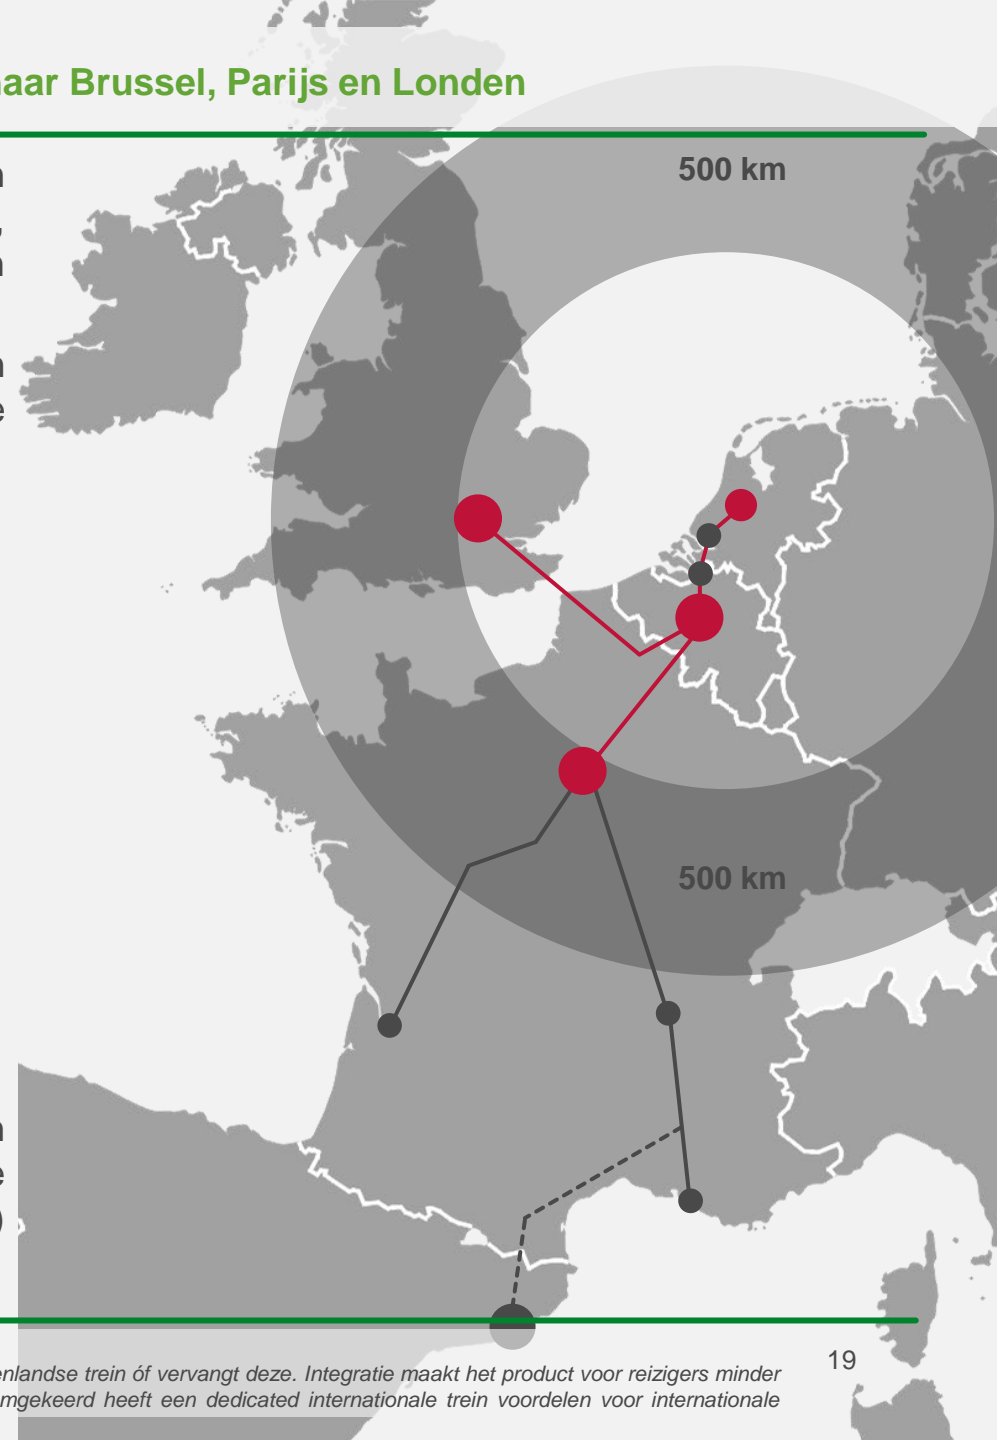 naar Brussel, Parijs en Londen
500 km
500 km
19
enlandse trein óf vervangt deze. Integratie maakt het product voor reizigers minder
mgekeerd heeft een dedicated internationale trein voordelen voor internationale